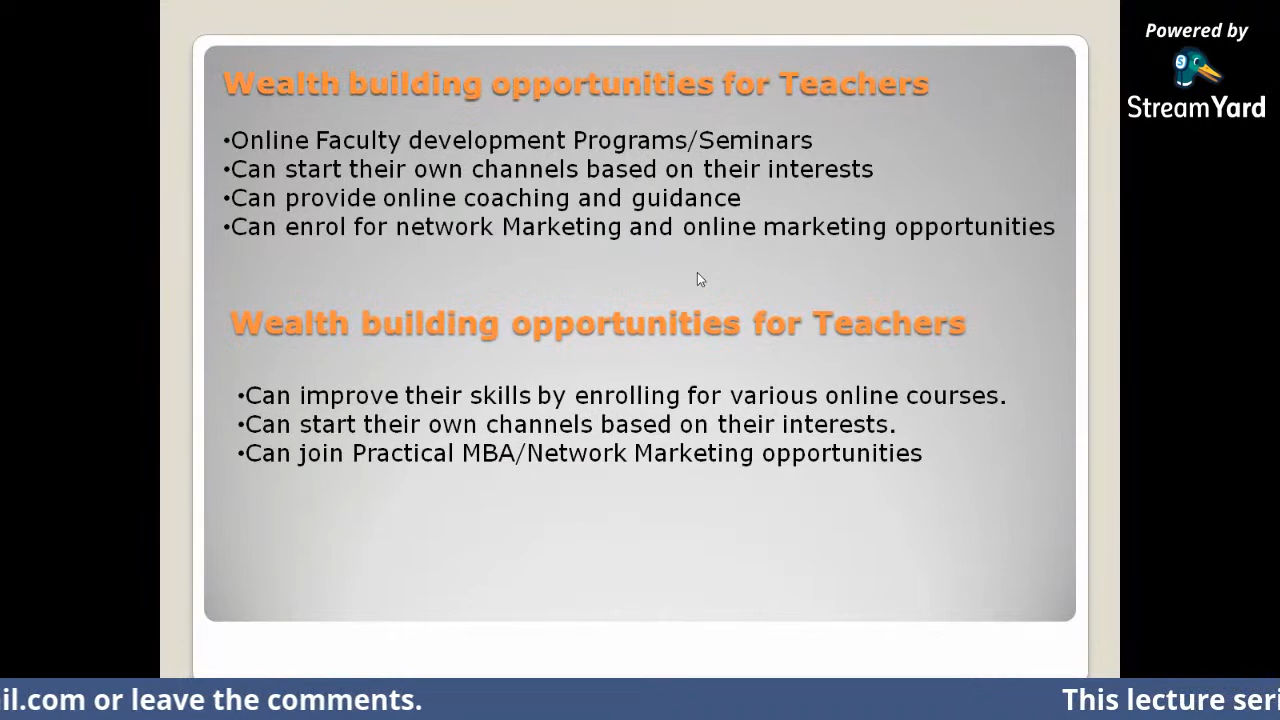 Powered by
StreamYard
Wealth building opportunities for Teachers
•Online Faculty development Programs/Seminars
•Can start their own channels based on their interests
•Can provide online coaching and guidance
•Can enrol for network Marketing and online marketing opportunities
Wealth building opportunities for Teachers
•Can improve their skills by enrolling for various online courses.
•Can start their own channels based on their interests.
•Can join Practical MBA/Network Marketing opportunities
il.com or leave the comments. This lecture seri